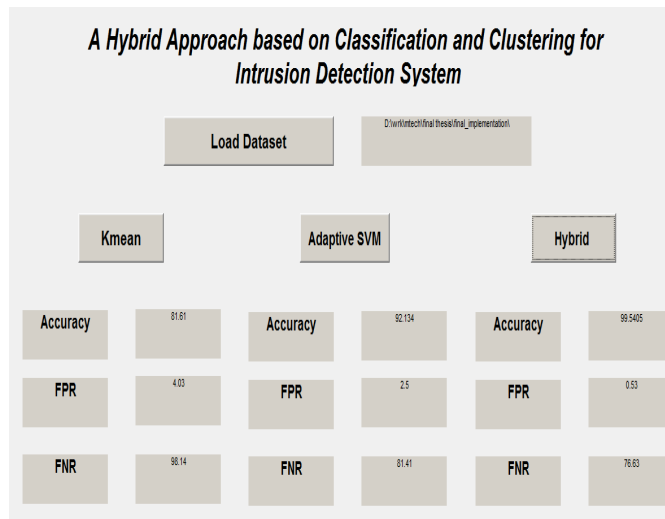 A Hybrid Approach based on Classification and Clustering for
Intrusion Detection System
Load Dataset
D:\wrk\mtech\final thesis\final_implementation\
Kmean
Adaptive SVM
Hybrid
Accuracy
81.61
Accuracy
92.134
Accuracy
99.5405
FPR
4.03
FPR
2.5
FPR
0.53
FNR
98.14
FNR
81.41
FNR
76.63